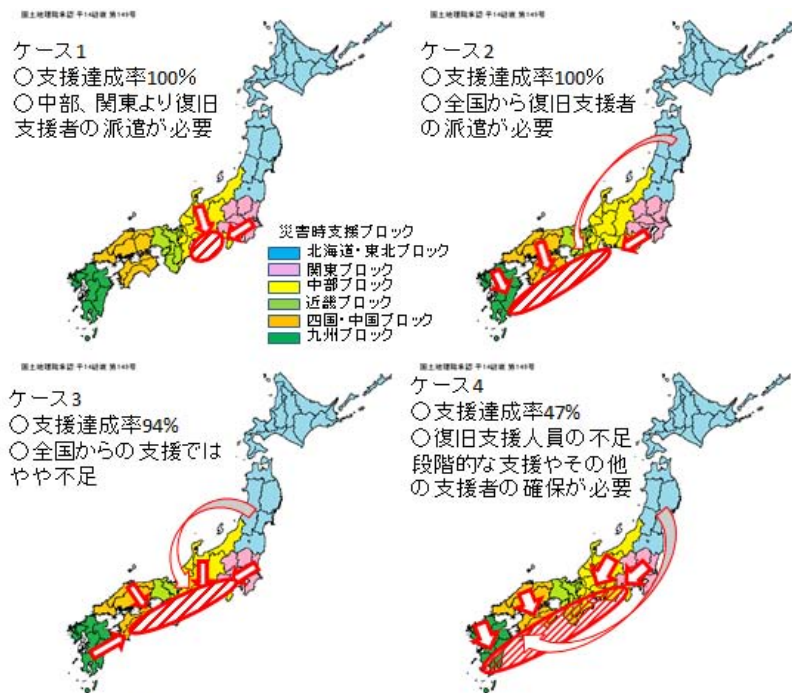 国土地理院承認 平14総複 第149号
ケース1
○支援達成率100%
○中部、関東より復旧
支援者の派遣が必要
国土地理院承認 平14総複 第149号
ケース2
○支援達成率100%
○全国から復旧支援者
の派遣が必要
災害時支援ブロック
北海道・東北ブロック
関東ブロック
中部ブロック
近畿ブロック
四国・中国ブロック
九州ブロック
国土地理院承認 平14総複 第149号
ケース3
○支援達成率94%
○全国からの支援では
やや不足
国土地理院承認 平14総複 第149号
ケース4
○支援達成率47%
○復旧支援人員の不足
段階的な支援やその他
の支援者の確保が必要